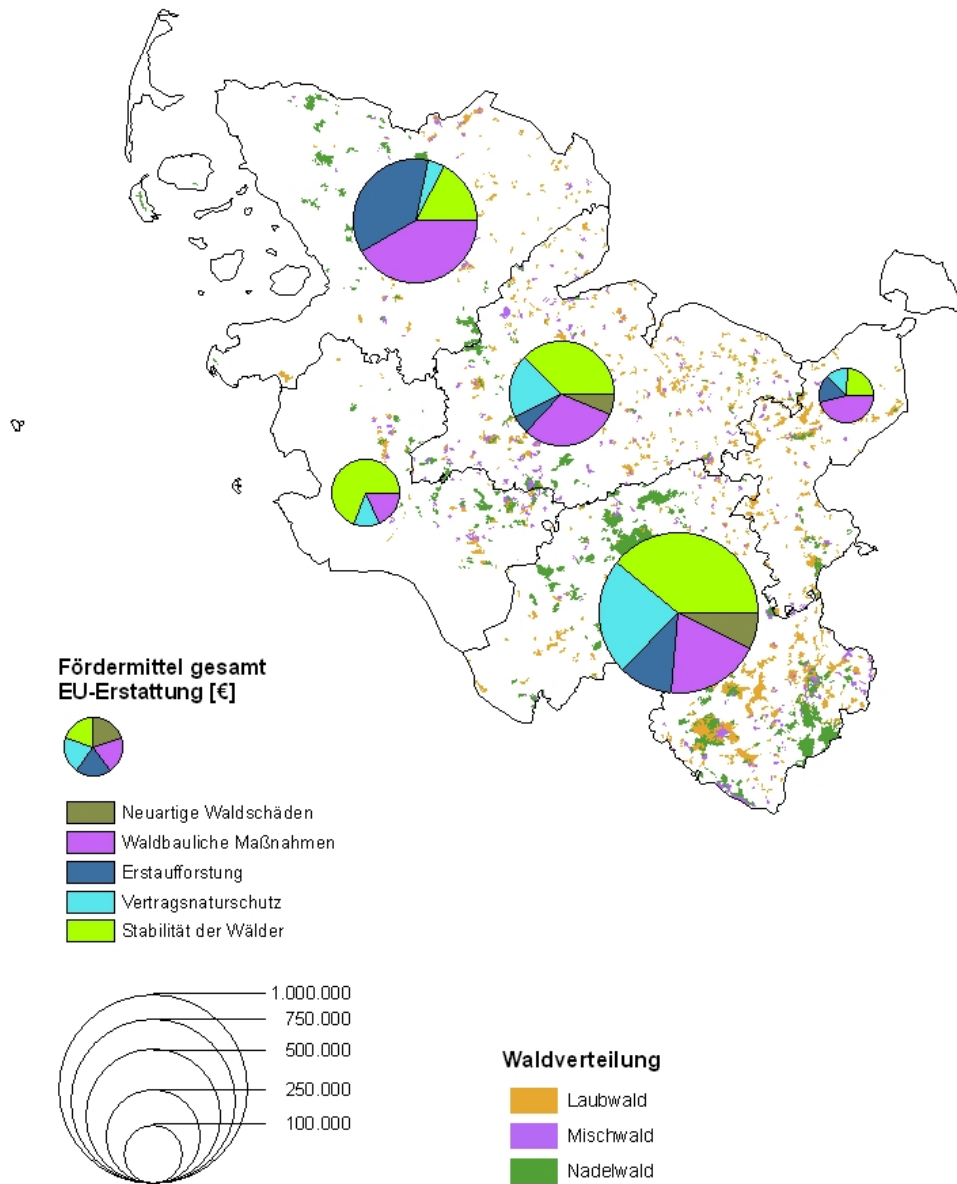 Fördermittel gesamt
EU-Erstattung [€]
Neuartige Waldschäden
Waldbauliche Maßnahmen
Erstaufforstung
Vertragsnaturschutz
Stabilität der Wälder
1.000.000
750.000
500.000
250.000
100.000
Waldverteilung
Laubwald
Mischwald
Nadelwald